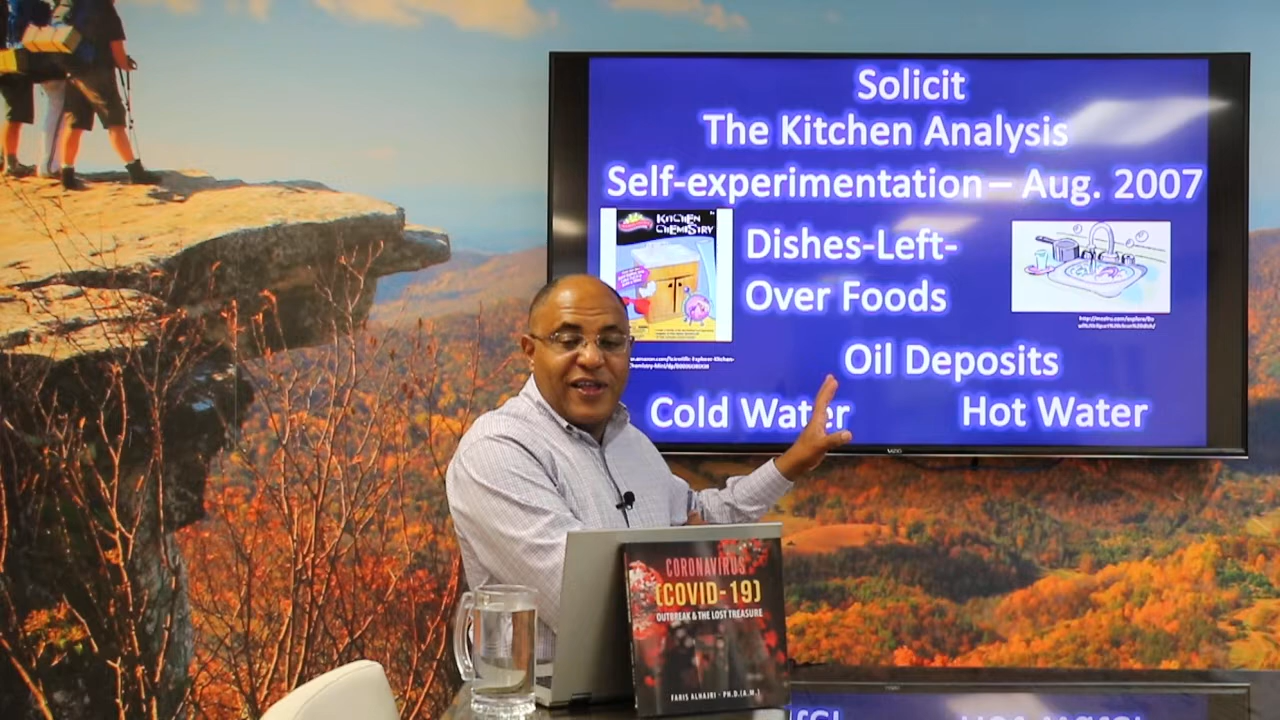 Solicit
The Kitchen Analysis
Self-experimentation – Aug. 2007
KITCHEN
CHEMISTRY
Dishes-Left-
Over Foods
Oil Deposits
Cold Water
Hot Water
CORONAVIRUS
(COVID-19)
OUTBREAK & THE LOST TREASURE
FARIS ALHAJRI - PH.D.(A.M.)